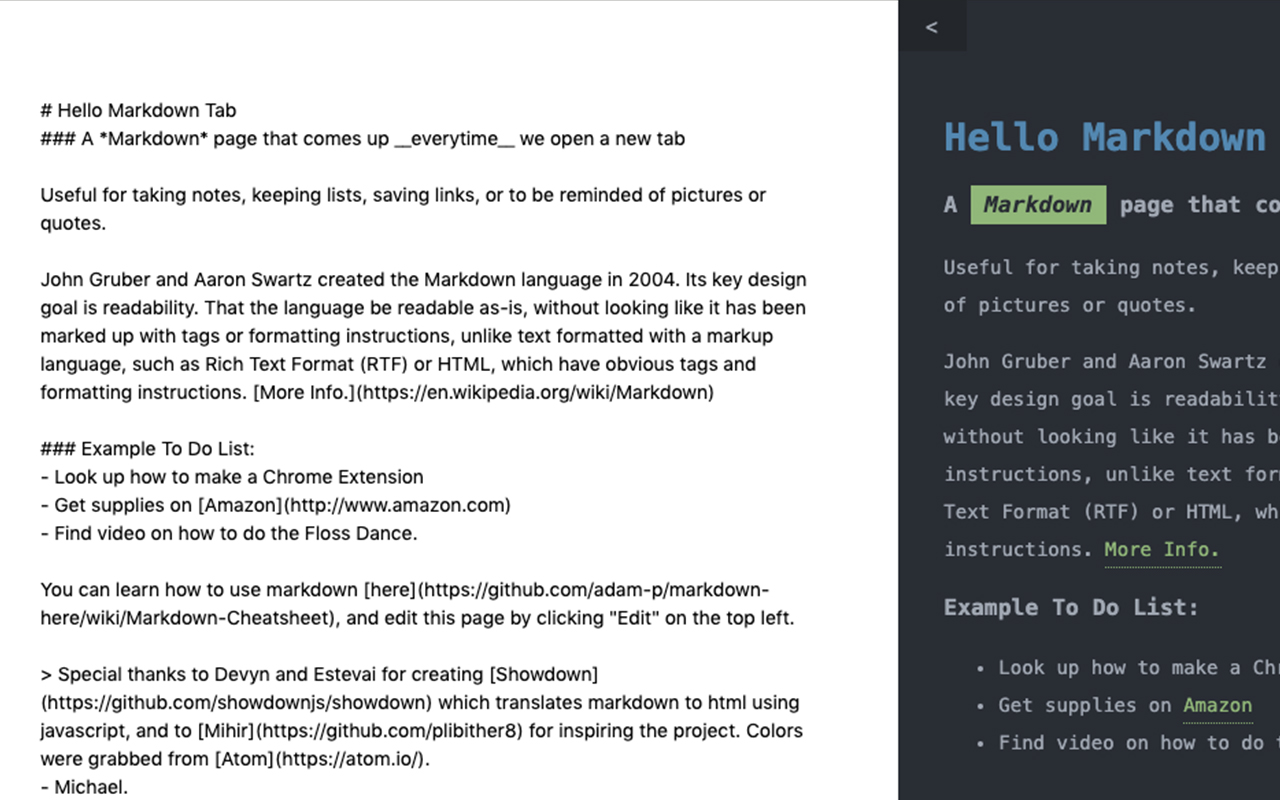 # Hello Markdown Tab
### A *Markdown* page that comes up __everytime__ we open a new tab
Useful for taking notes, keeping lists, saving links, or to be reminded of pictures or
quotes.
John Gruber and Aaron Swartz created the Markdown language in 2004. Its key design
goal is readability. That the language be readable as-is, without looking like it has been
marked up with tags or formatting instructions, unlike text formatted with a markup
language, such as Rich Text Format (RTF) or HTML, which have obvious tags and
formatting instructions. [More Info.](https://en.wikipedia.org/wiki/Markdown)
### Example To Do List:
- Look up how to make a Chrome Extension
- Get supplies on [Amazon](http://www.amazon.com)
- Find video on how to do the Floss Dance.
You can learn how to use markdown [here](https://github.com/adam-p/markdown-
here/wiki/Markdown-Cheatsheet), and edit this page by clicking "Edit" on the top left.
> Special thanks to Devyn and Estevai for creating [Showdown]
(https://github.com/showdownjs/showdown) which translates markdown to html using
javascript, and to [Mihir](https://github.com/plibither8) for inspiring the project. Colors
were grabbed from [Atom](https://atom.io/).
- Michael.
<
Hello Markdown
A Markdown page that co
Useful for taking notes, keep
of pictures or quotes.
John Gruber and Aaron Swartz
key design goal is readabilit
without looking like it has b
instructions, unlike text for
Text Format (RTF) or HTML, wh
instructions. More Info.
Example To Do List:
• Look up how to make a Ch
• Get supplies on Amazon
• Find video on how to do